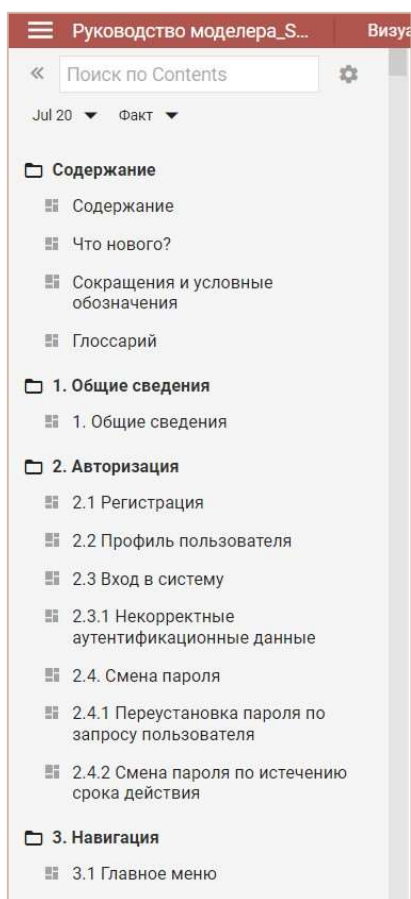 Руководство моделера_S... Визуа
Поиск по Contents
Jul 20 Факт
Содержание
Содержание
Что нового?
Сокращения и условные
обозначения
Глоссарий
1. Общие сведения
1. Общие сведения
2. Авторизация
2.1 Регистрация
2.2 Профиль пользователя
2.3 Вход в систему
2.3.1 Некорректные
аутентификационные данные
2.4. Смена пароля
2.4.1 Переустановка пароля по
запросу пользователя
2.4.2 Смена пароля по истечению
срока действия
3. Навигация
3.1 Главное меню